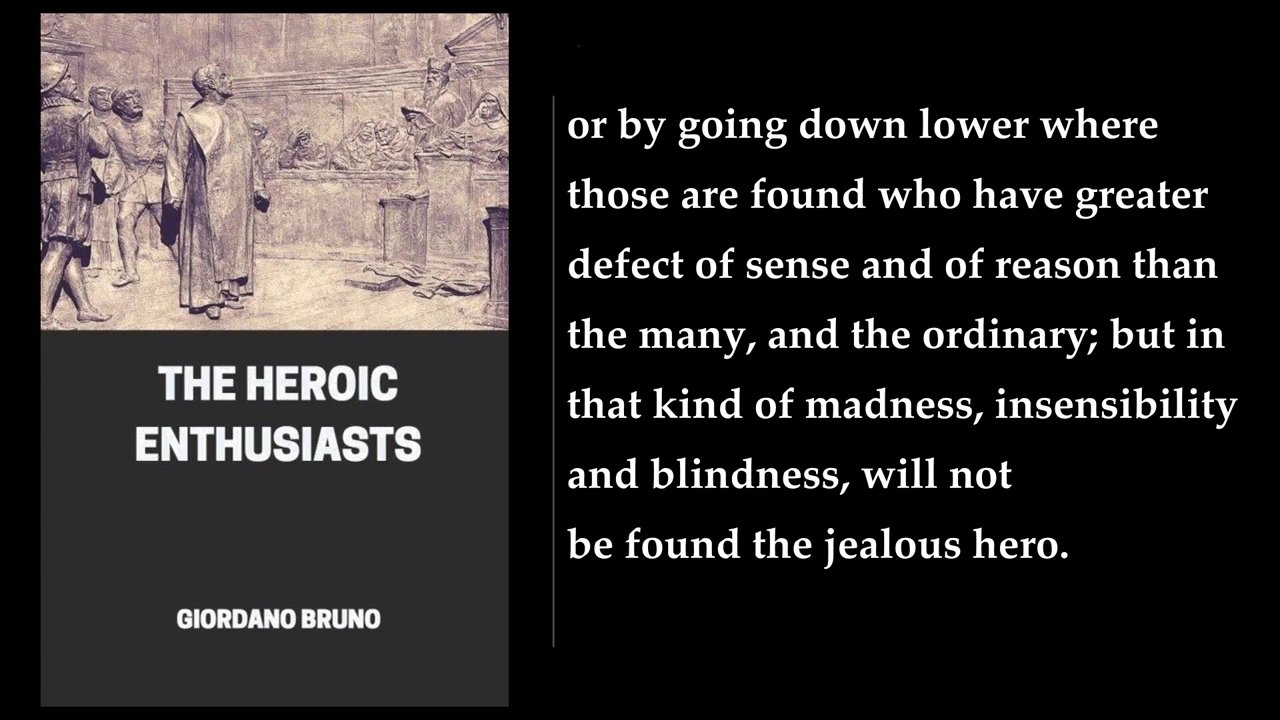 THE HEROIC
ENTHUSIASTS
GIORDANO BRUNO
or by going down lower where
those are found who have greater
defect of sense and of reason than
the many, and the ordinary; but in
that kind of madness, insensibility
and blindness, will not
be found the jealous hero.